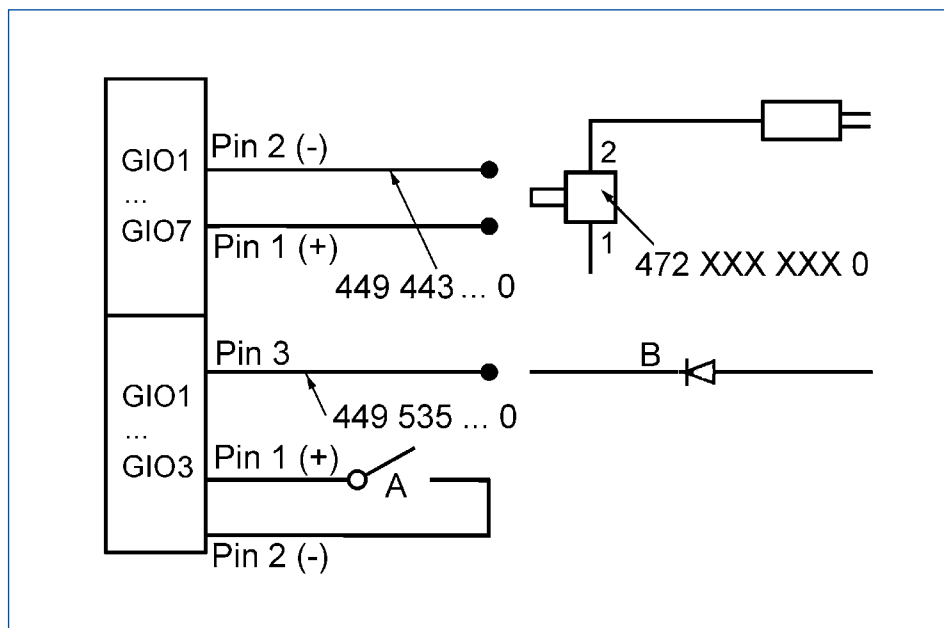 GIO1
...
GIO7
Pin 2 (-)
Pin 1 (+)
449 443 ... 0
2
1
472 XXX XXX 0
GIO1
...
GIO3
Pin 3
449 535 ... 0
B
Pin 1 (+)
A
Pin 2 (-)